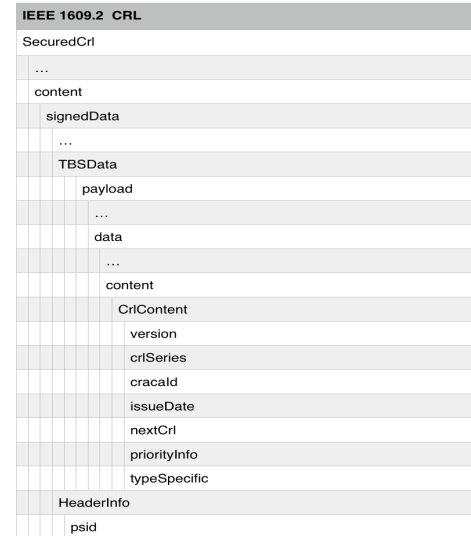 IEEE 1609.2 CRL
SecuredCrl
...
content
signedData
...
TBSData
payload
...
data
...
content
CrlContent
version
crlSeries
cracaId
issueDate
nextCrl
priorityInfo
typeSpecific
HeaderInfo
psid